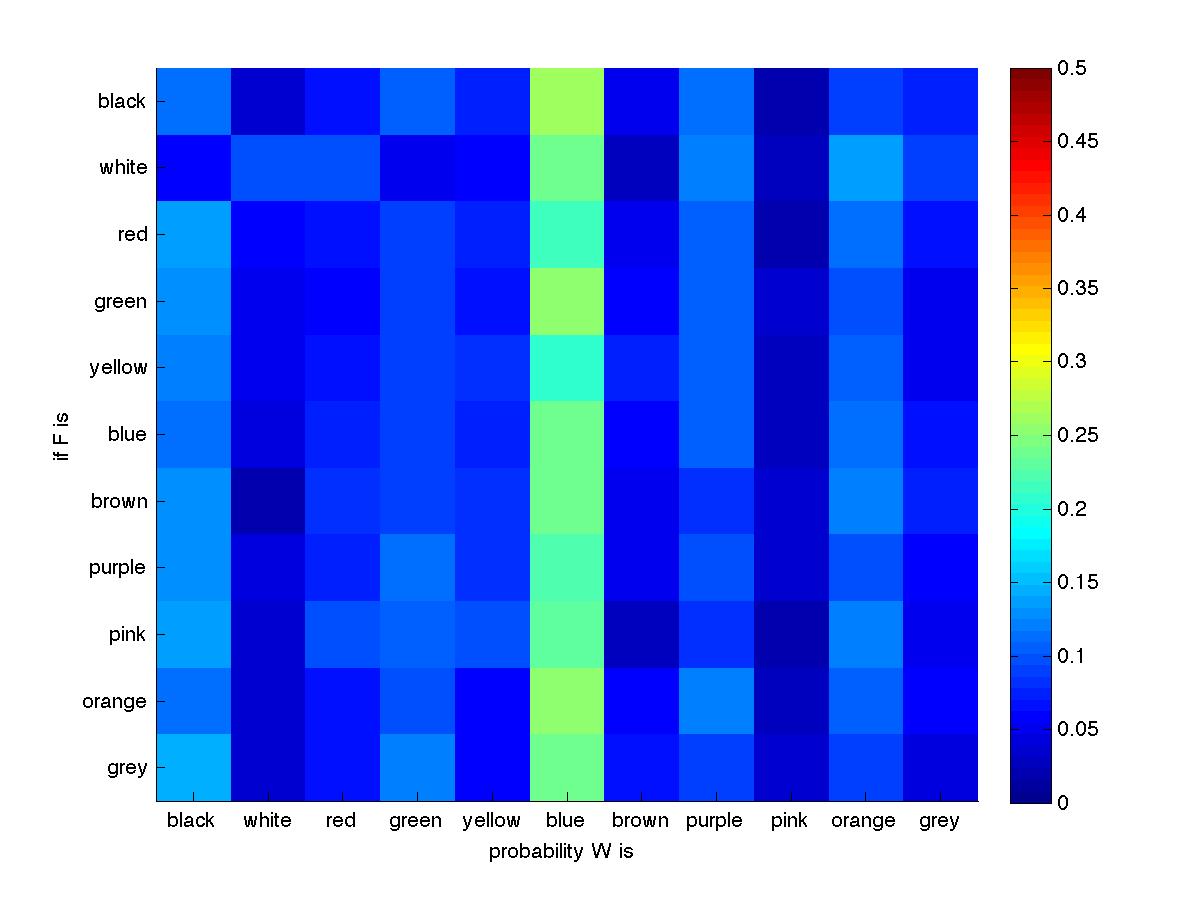 if F is
black
white
red
green
yellow
blue
brown
purple
pink
orange
grey
black white red green yellow blue brown purple pink orange grey
probability W is
0.5
0.45
0.4
0.35
0.3
0.25
0.2
0.15
0.1
0.05
0